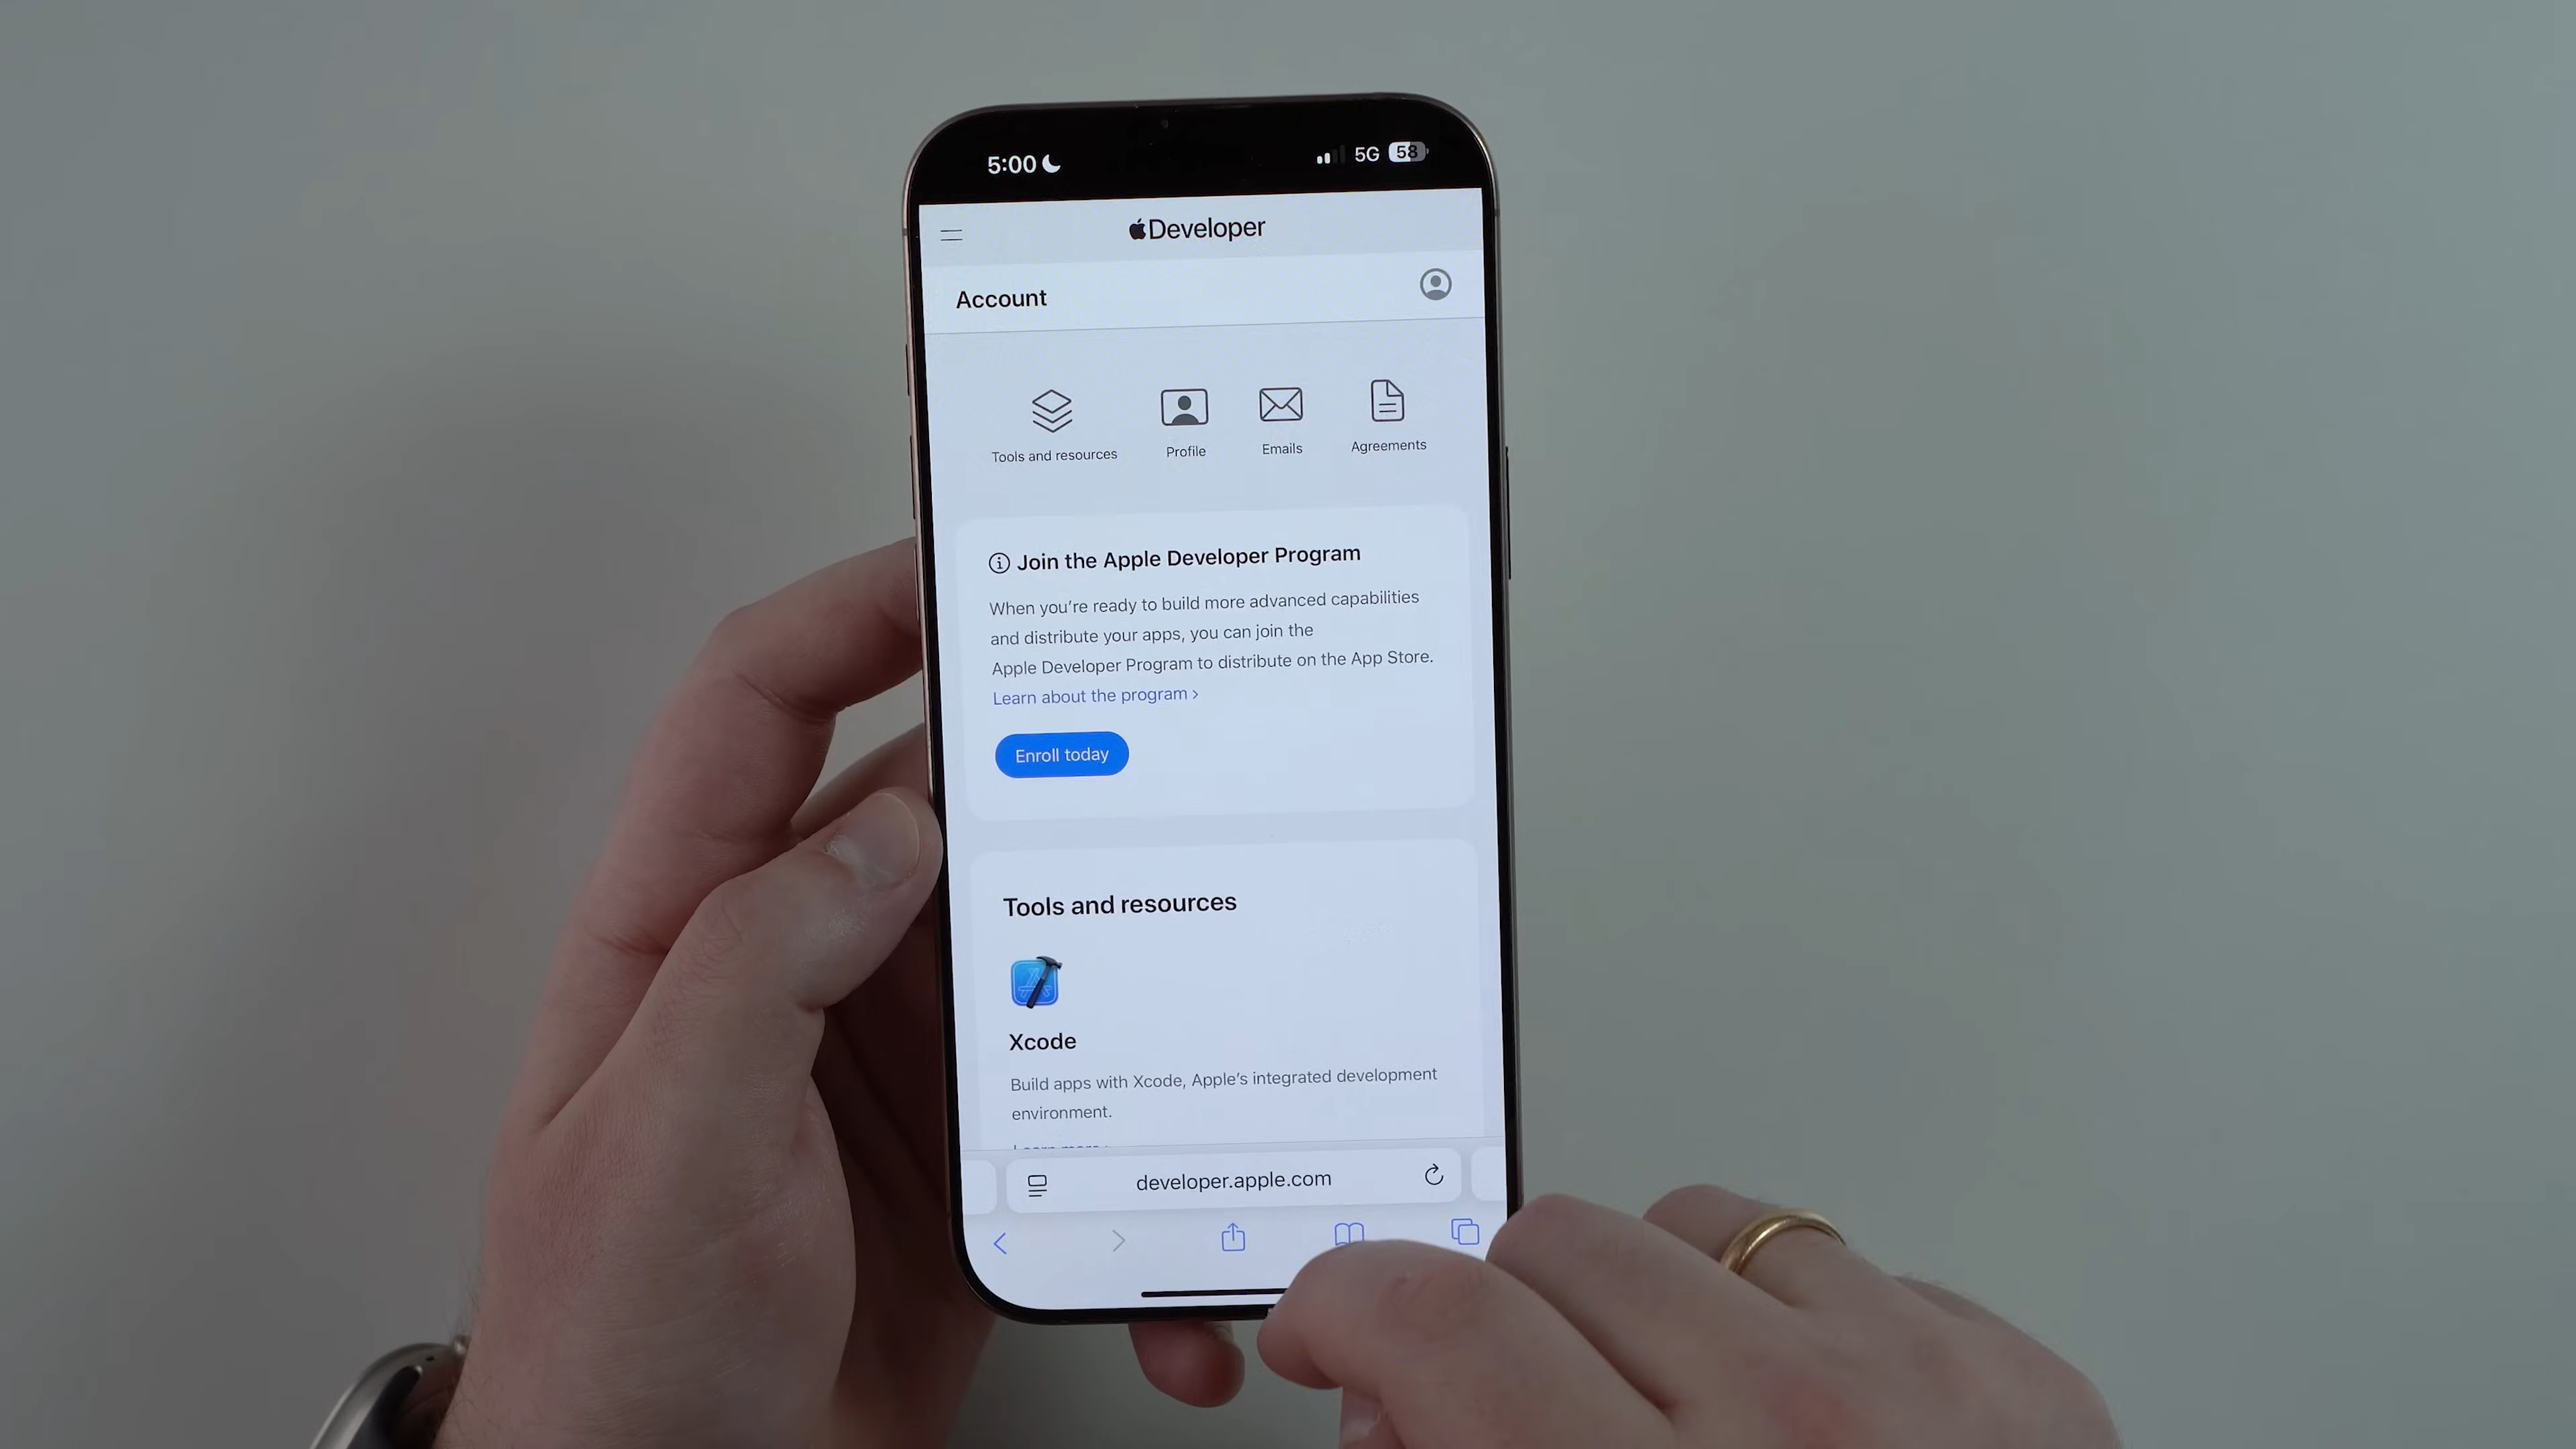 5:00
5G 58
Developer
Account
Tools and resources
Profile
Emails
Agreements
Join the Apple Developer Program
When you're ready to build more advanced capabilities
and distribute your apps, you can join the
Apple Developer Program to distribute on the App Store.
Learn about the program >
Enroll today
Tools and resources
Xcode
Build apps with Xcode, Apple's integrated development
environment.
developer.apple.com